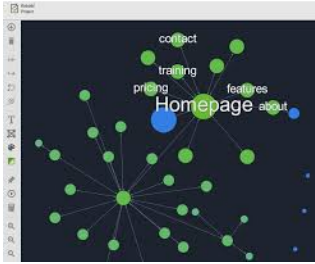 contact
training
pricing
features
Homepage
about